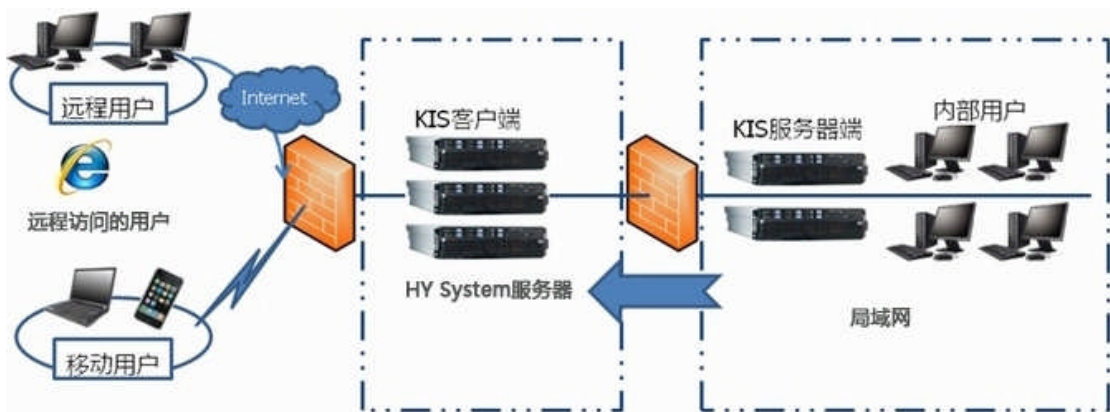 远程用户
Internet
远程访问的用户
移动用户
KIS客户端
HY System服务器
KIS服务器端
内部用户
局域网